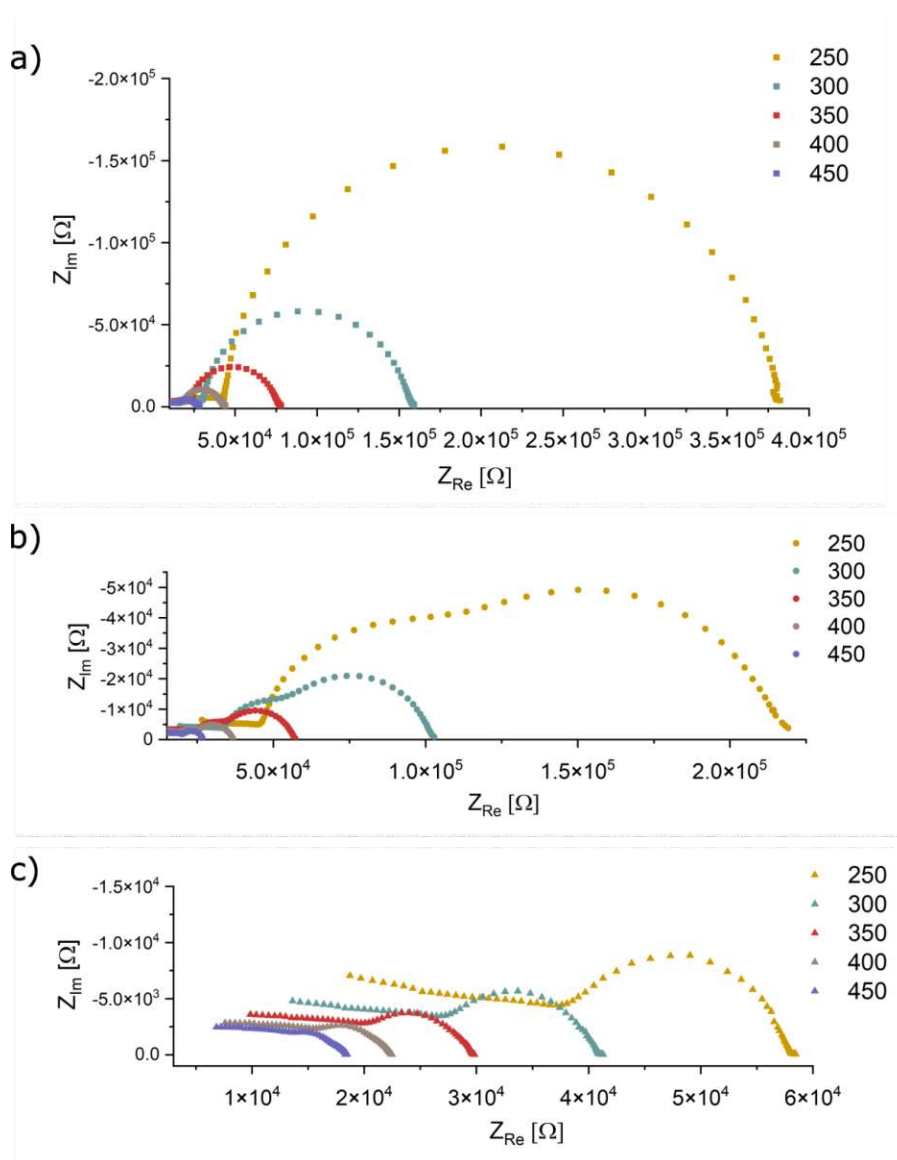 a)
250
300
350
400
450
-2.0×10⁵
-1.5×10⁵
-1.0×10⁵
-5.0×10⁴
0.0
Z_Im [Ω]
5.0×10⁴ 1.0×10⁵ 1.5×10⁵ 2.0×10⁵ 2.5×10⁵ 3.0×10⁵ 3.5×10⁵ 4.0×10⁵
Z_Re [Ω]
b)
250
300
350
400
450
-5×10⁴
-4×10⁴
-3×10⁴
-2×10⁴
-1×10⁴
0
Z_Im [Ω]
5.0×10⁴ 1.0×10⁵ 1.5×10⁵ 2.0×10⁵
Z_Re [Ω]
c)
250
300
350
400
450
-1.5×10⁴
-1.0×10⁴
-5.0×10³
0.0
Z_Im [Ω]
1×10⁴ 2×10⁴ 3×10⁴ 4×10⁴ 5×10⁴ 6×10⁴
Z_Re [Ω]